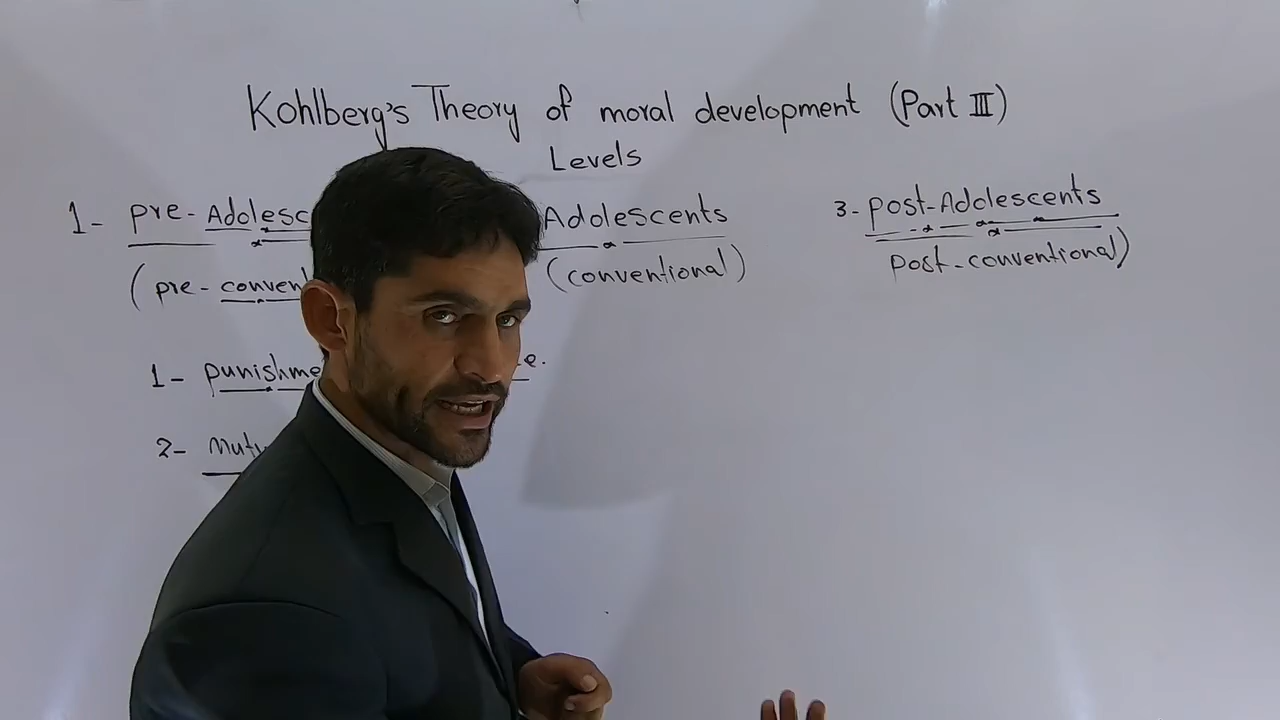 Kohlberg's Theory of moral development (Part III)
Levels
1- pre-Adolesc Adolescents 3- post-Adolescents
(pre-conven (conventional) post-conventional)
1- punishme e.
2- Mutu